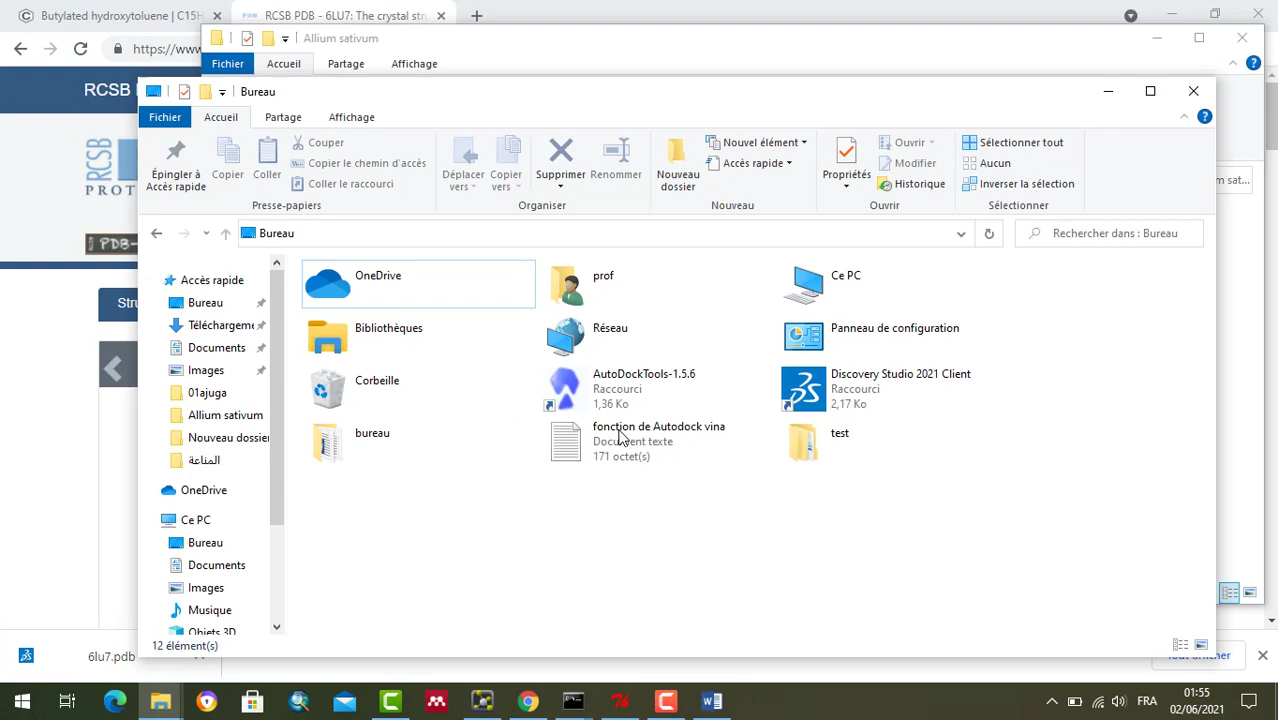 Butylated hydroxytoluene | C15H
RCSB PDB - 6LU7: The crystal str
https://www
Allium sativum
Fichier
Accueil
Partage
Affichage
RCSB
PROT
PDB-
Stru
m sat...
Bureau
Fichier
Accueil
Partage
Affichage
Épingler à
Accès rapide
Copier
Coller
Couper
Copier le chemin d'accès
Coller le raccourci
Presse-papiers
Déplacer
vers
Copier
vers
Supprimer
Renommer
Organiser
Nouveau
dossier
Nouvel élément
Accès rapide
Nouveau
Propriétés
Ouvrir
Modifier
Historique
Ouvrir
Sélectionner tout
Aucun
Inverser la sélection
Sélectionner
Bureau
Rechercher dans : Bureau
Accès rapide
Bureau
Téléchargeme
Documents
Images
01ajuga
Allium sativum
Nouveau dossie
المناعة
OneDrive
Ce PC
Bureau
Documents
Images
Musique
Objets 3D
OneDrive
prof
Ce PC
Bibliothèques
Réseau
Panneau de configuration
Corbeille
AutoDockTools-1.5.6
Raccourci
1,36 Ko
Discovery Studio 2021 Client
Raccourci
2,17 Ko
bureau
fonction de Autodock vina
Document texte
171 octet(s)
test
12 élément(s)
6lu7.pdb
Tout afficher
FRA
01:55
02/06/2021